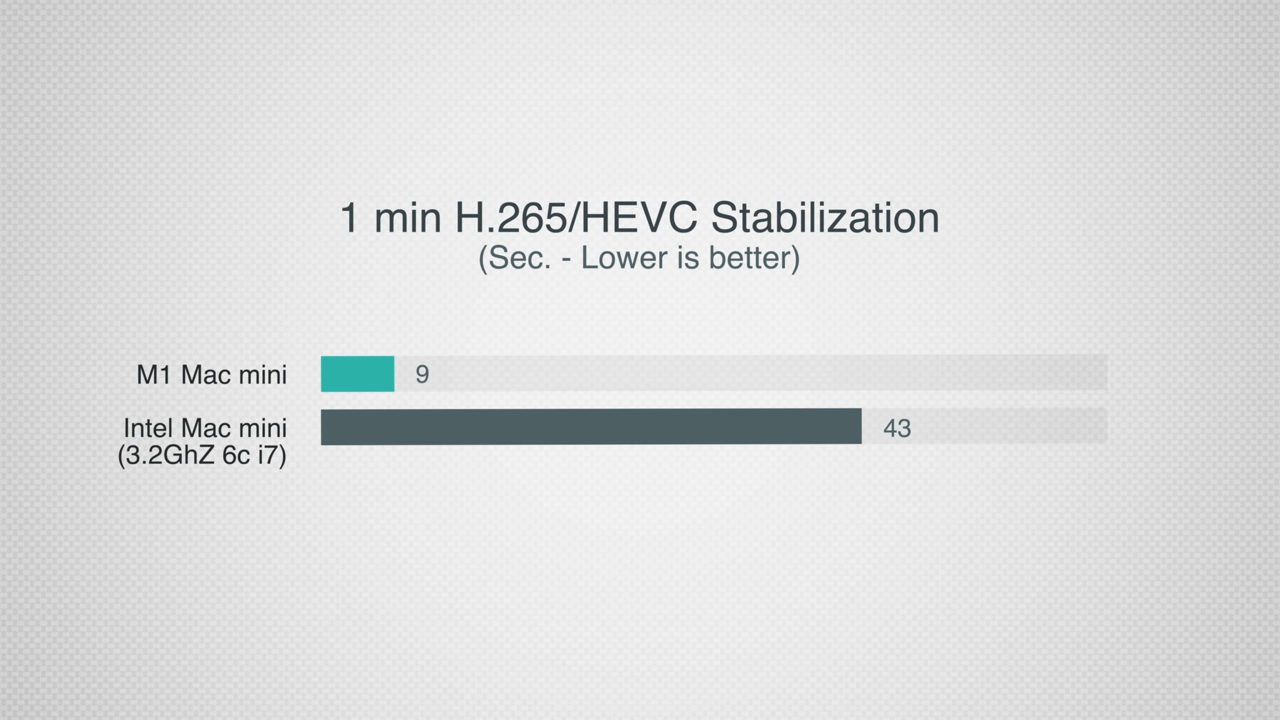 1 min H.265/HEVC Stabilization
(Sec. - Lower is better)
M1 Mac mini 9
Intel Mac mini 43
(3.2GhZ 6c i7)